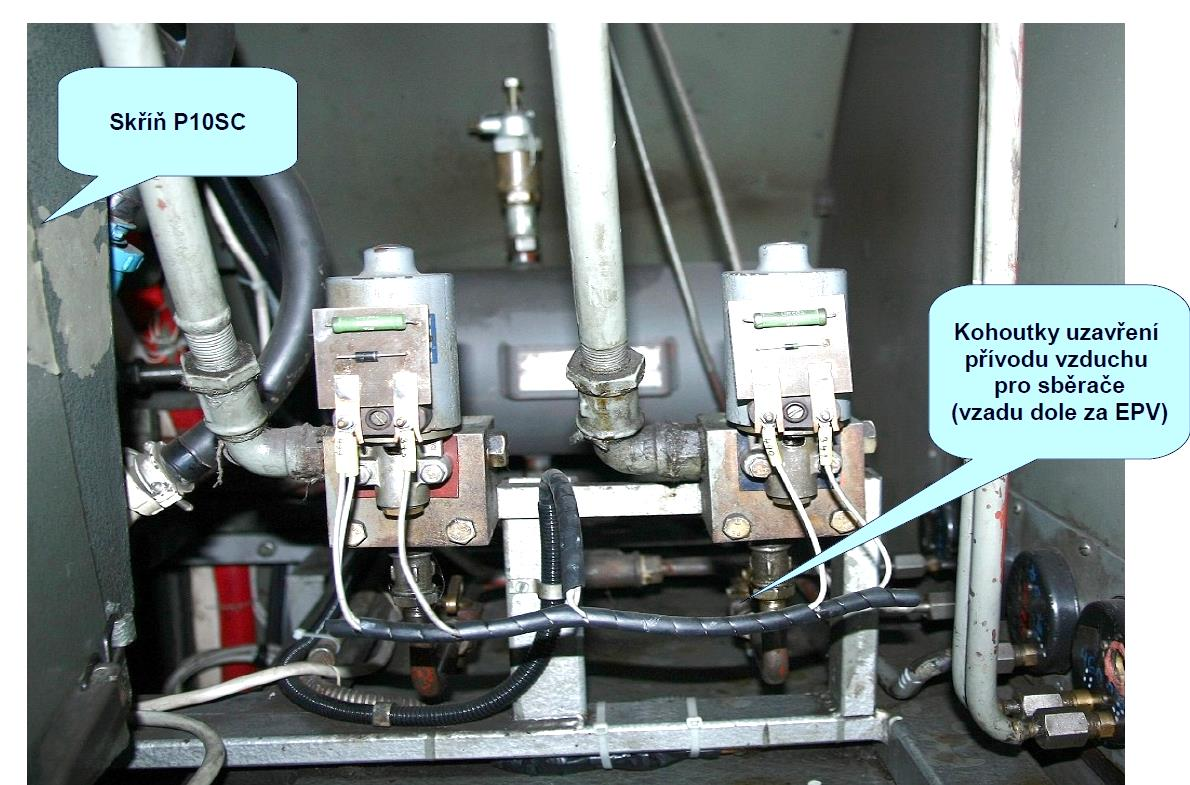 Skříň P10SC
Kohoutky uzavření
přívodu vzduchu
pro sběrače
(vzadu dole za EPV)